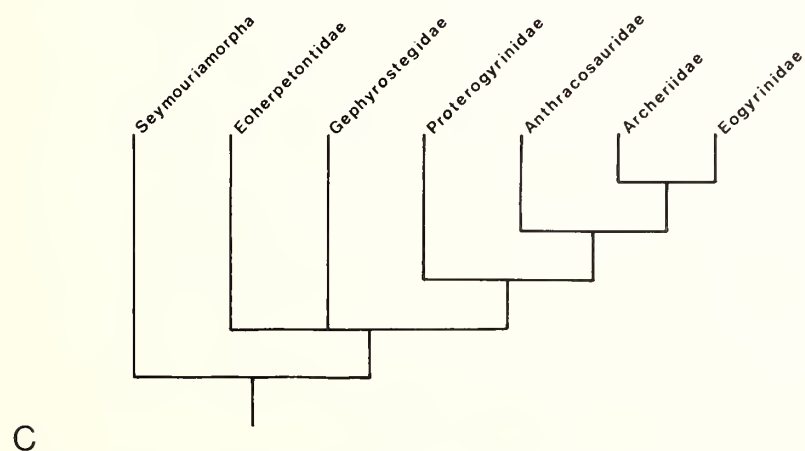 Seymouriamorpha
Eoherpetontidae
Gephyrostegidae
Proterogyrinidae
Anthracosauridae
Archeriidae
Eogyrinidae
C